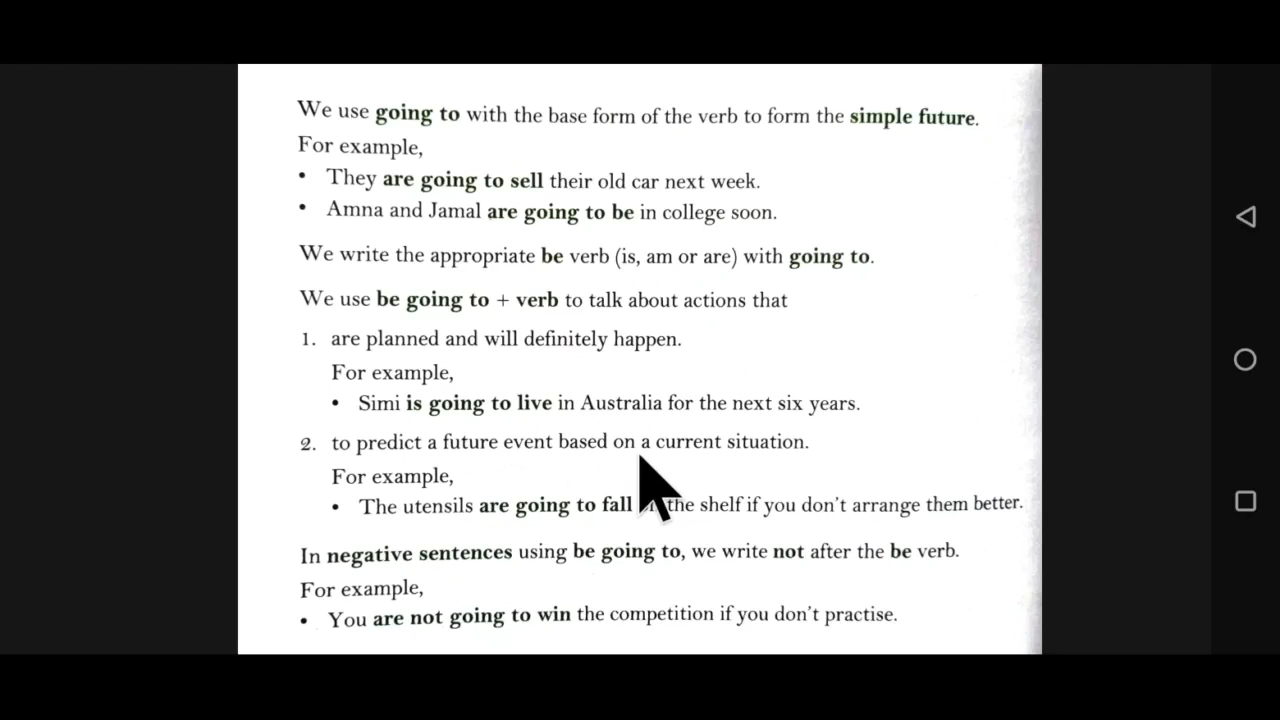 We use going to with the base form of the verb to form the simple future.
For example,
• They are going to sell their old car next week.
• Amna and Jamal are going to be in college soon.
We write the appropriate be verb (is, am or are) with going to.
We use be going to + verb to talk about actions that
1. are planned and will definitely happen.
For example,
• Simi is going to live in Australia for the next six years.
2. to predict a future event based on a current situation.
For example,
• The utensils are going to fall the shelf if you don't arrange them better.
In negative sentences using be going to, we write not after the be verb.
For example,
• You are not going to win the competition if you don't practise.